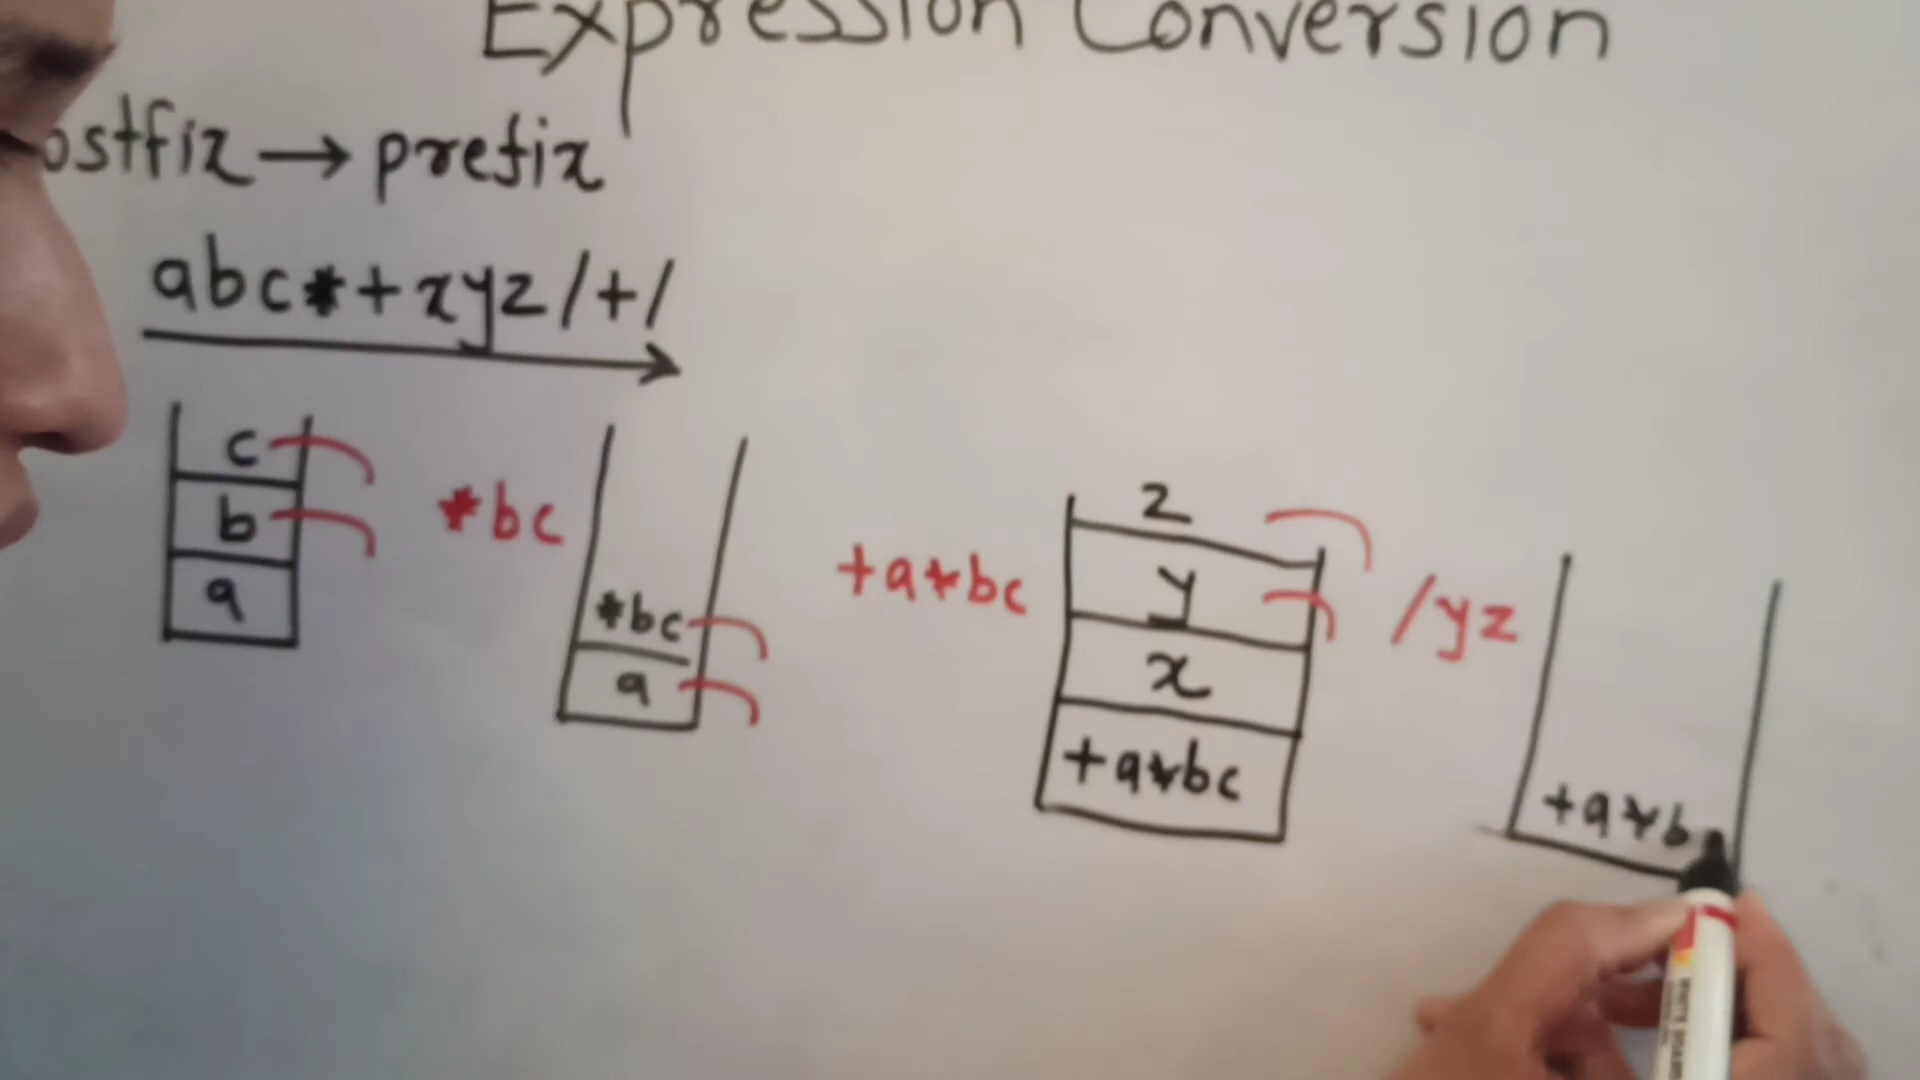 Expression Conversion
ostfix → prefix
abc*+xyz/+/
c
b
a
*bc
*bc
a
+a*bc
z
y
x
+a*bc
/yz
+a*b